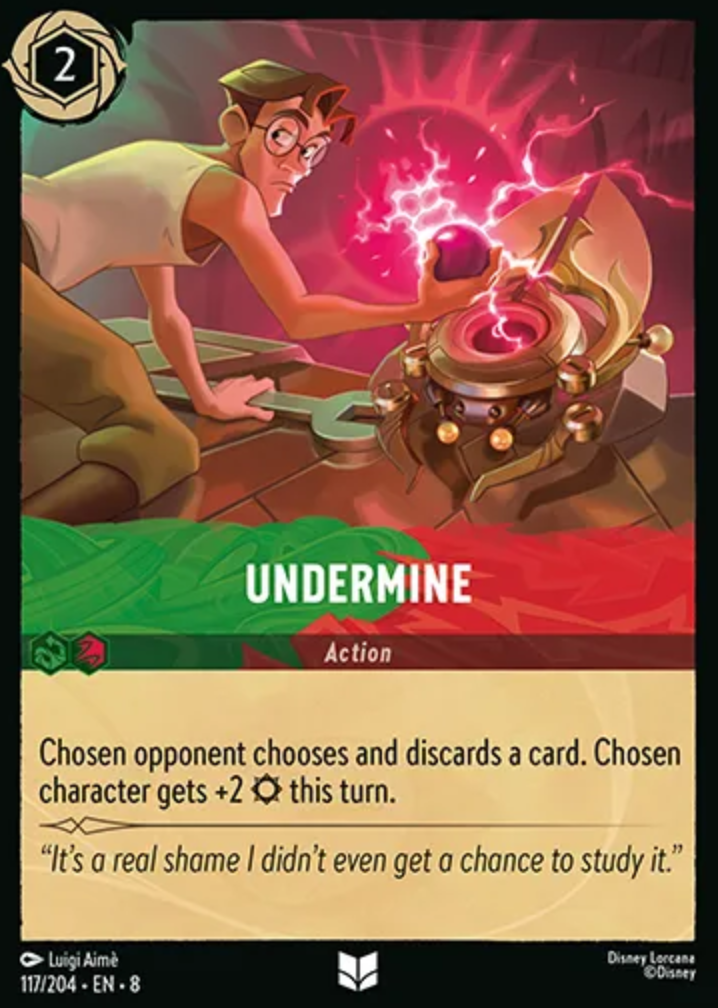 2
UNDERMINE
Action
Chosen opponent chooses and discards a card. Chosen
character gets +2 this turn.
“It’s a real shame I didn’t even get a chance to study it.”
Luigi Aimè
Disney Lorcana
117/204 • EN • 8
©Disney